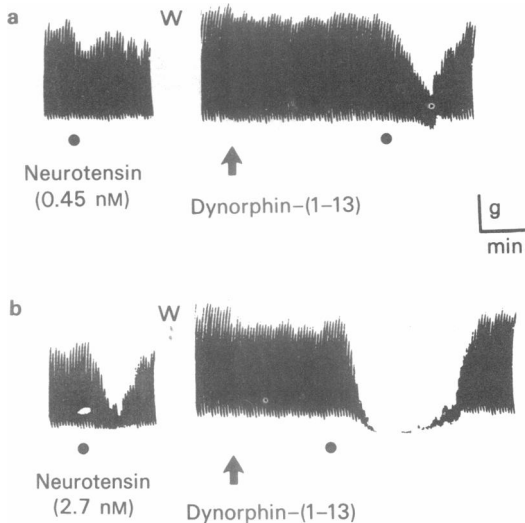 a
W
Neurotensin
(0.45 nM)
Dynorphin–(1–13)
g
min
b
W
Neurotensin
(2.7 nM)
Dynorphin–(1–13)